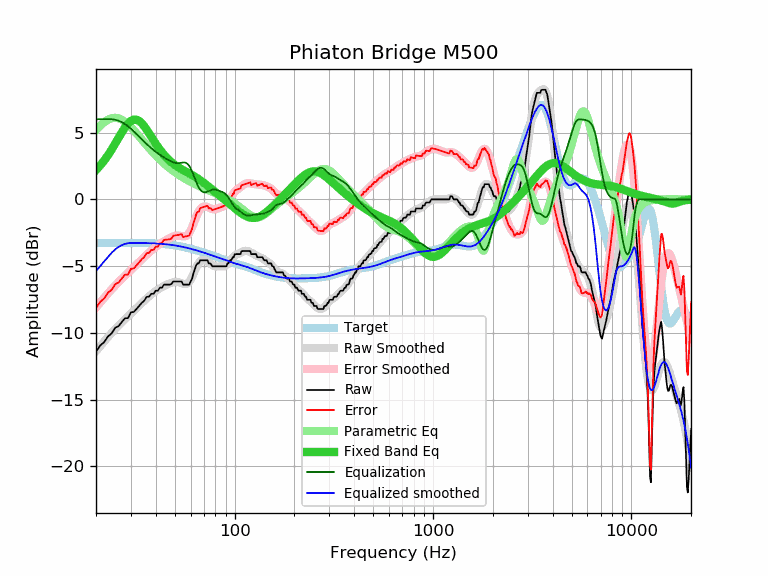 Phiaton Bridge M500
Amplitude (dBr)
5
0
−5
−10
−15
−20
Target
Raw Smoothed
Error Smoothed
Raw
Error
Parametric Eq
Fixed Band Eq
Equalization
Equalized smoothed
100
1000
10000
Frequency (Hz)